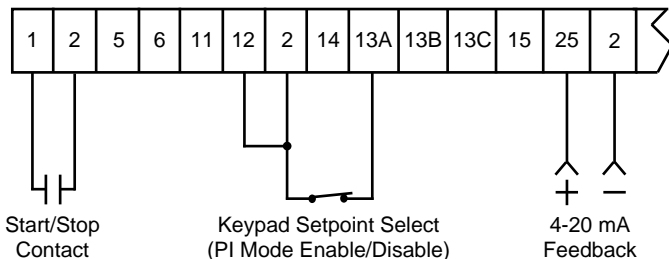 1 2 5 6 11 12 2 14 13A 13B 13C 15 25 2
+ −
Start/Stop Keypad Setpoint Select 4-20 mA
Contact (PI Mode Enable/Disable) Feedback